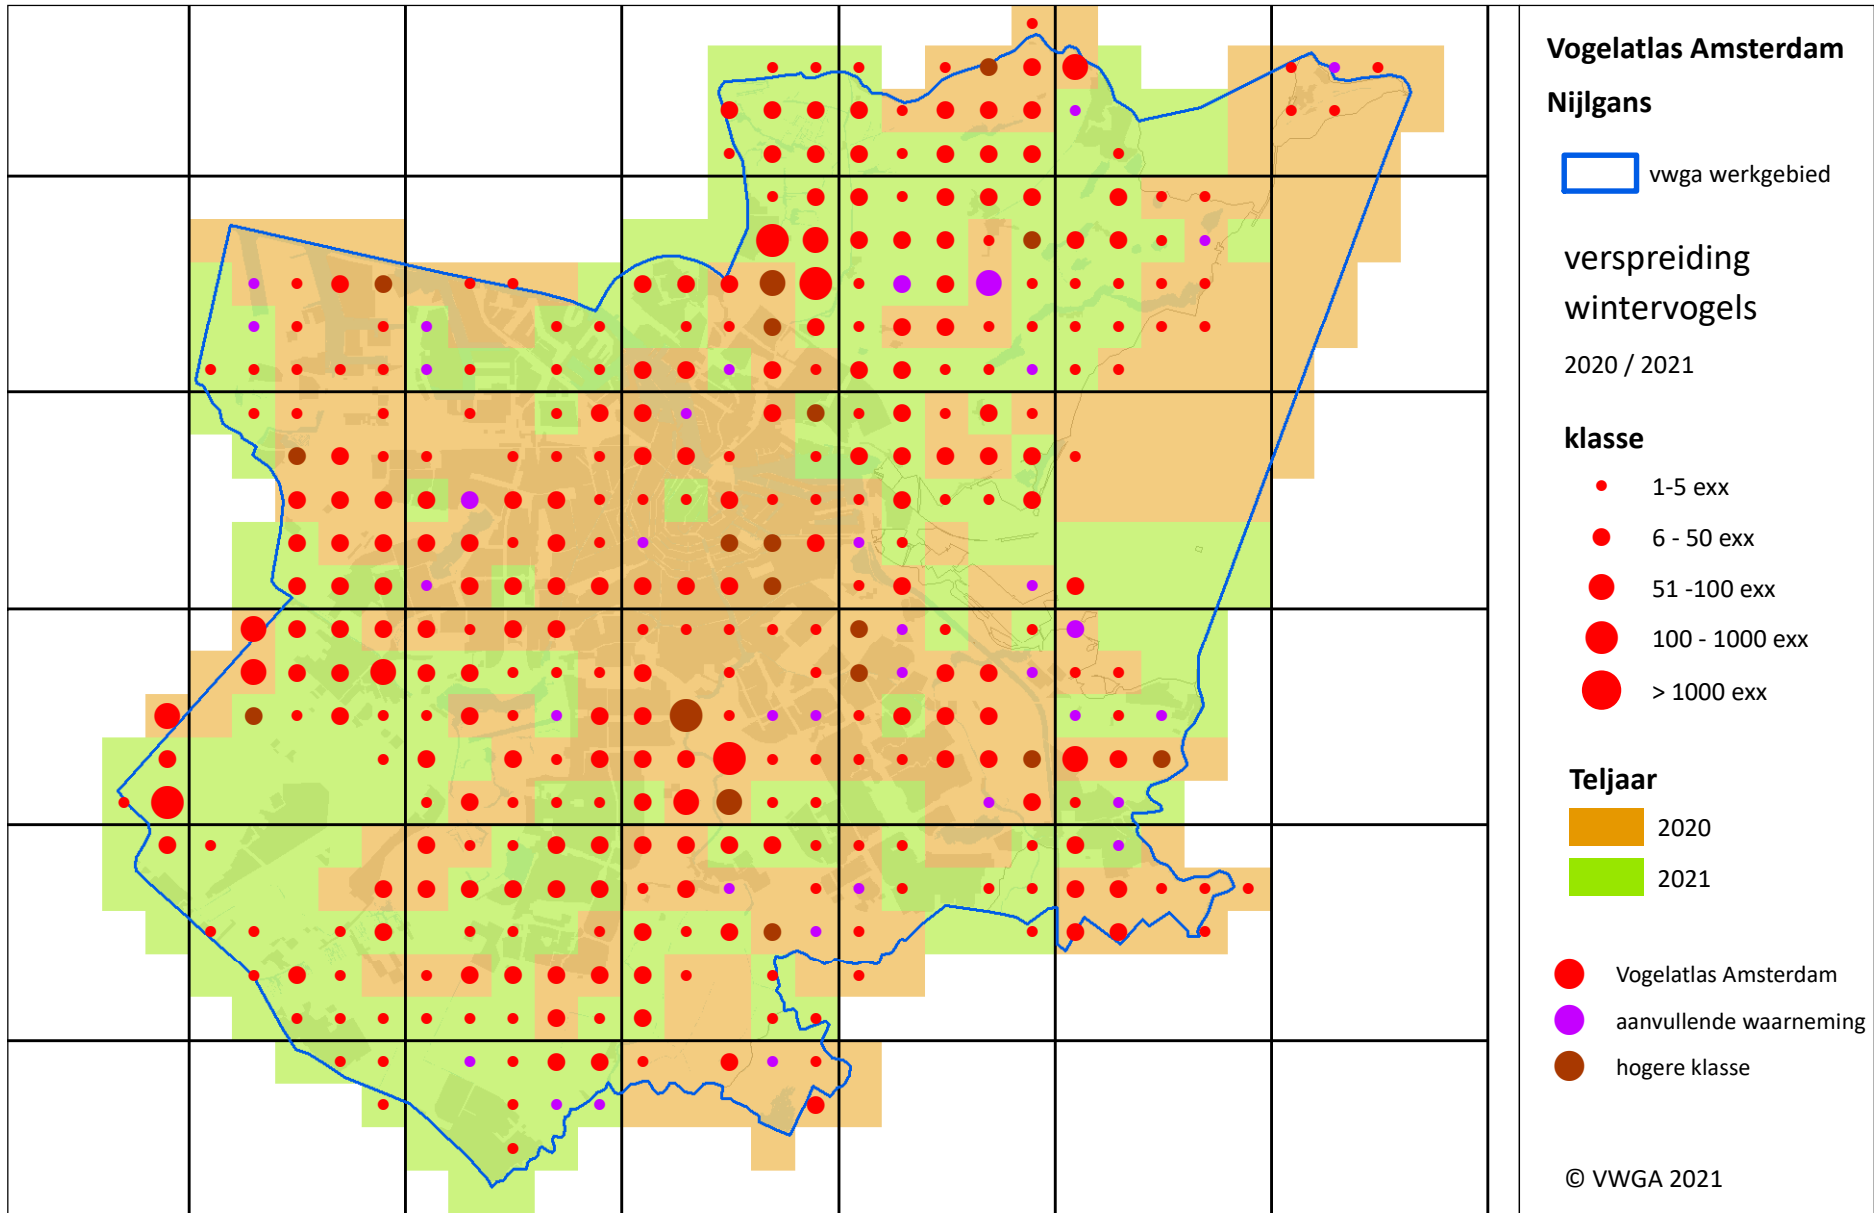 Vogelatlas Amsterdam
Nijlgans
vwga werkgebied
verspreiding
wintervogels
2020 / 2021
klasse
1-5 exx
6 - 50 exx
51 -100 exx
100 - 1000 exx
> 1000 exx
Teljaar
2020
2021
Vogelatlas Amsterdam
aanvullende waarneming
hogere klasse
© VWGA 2021